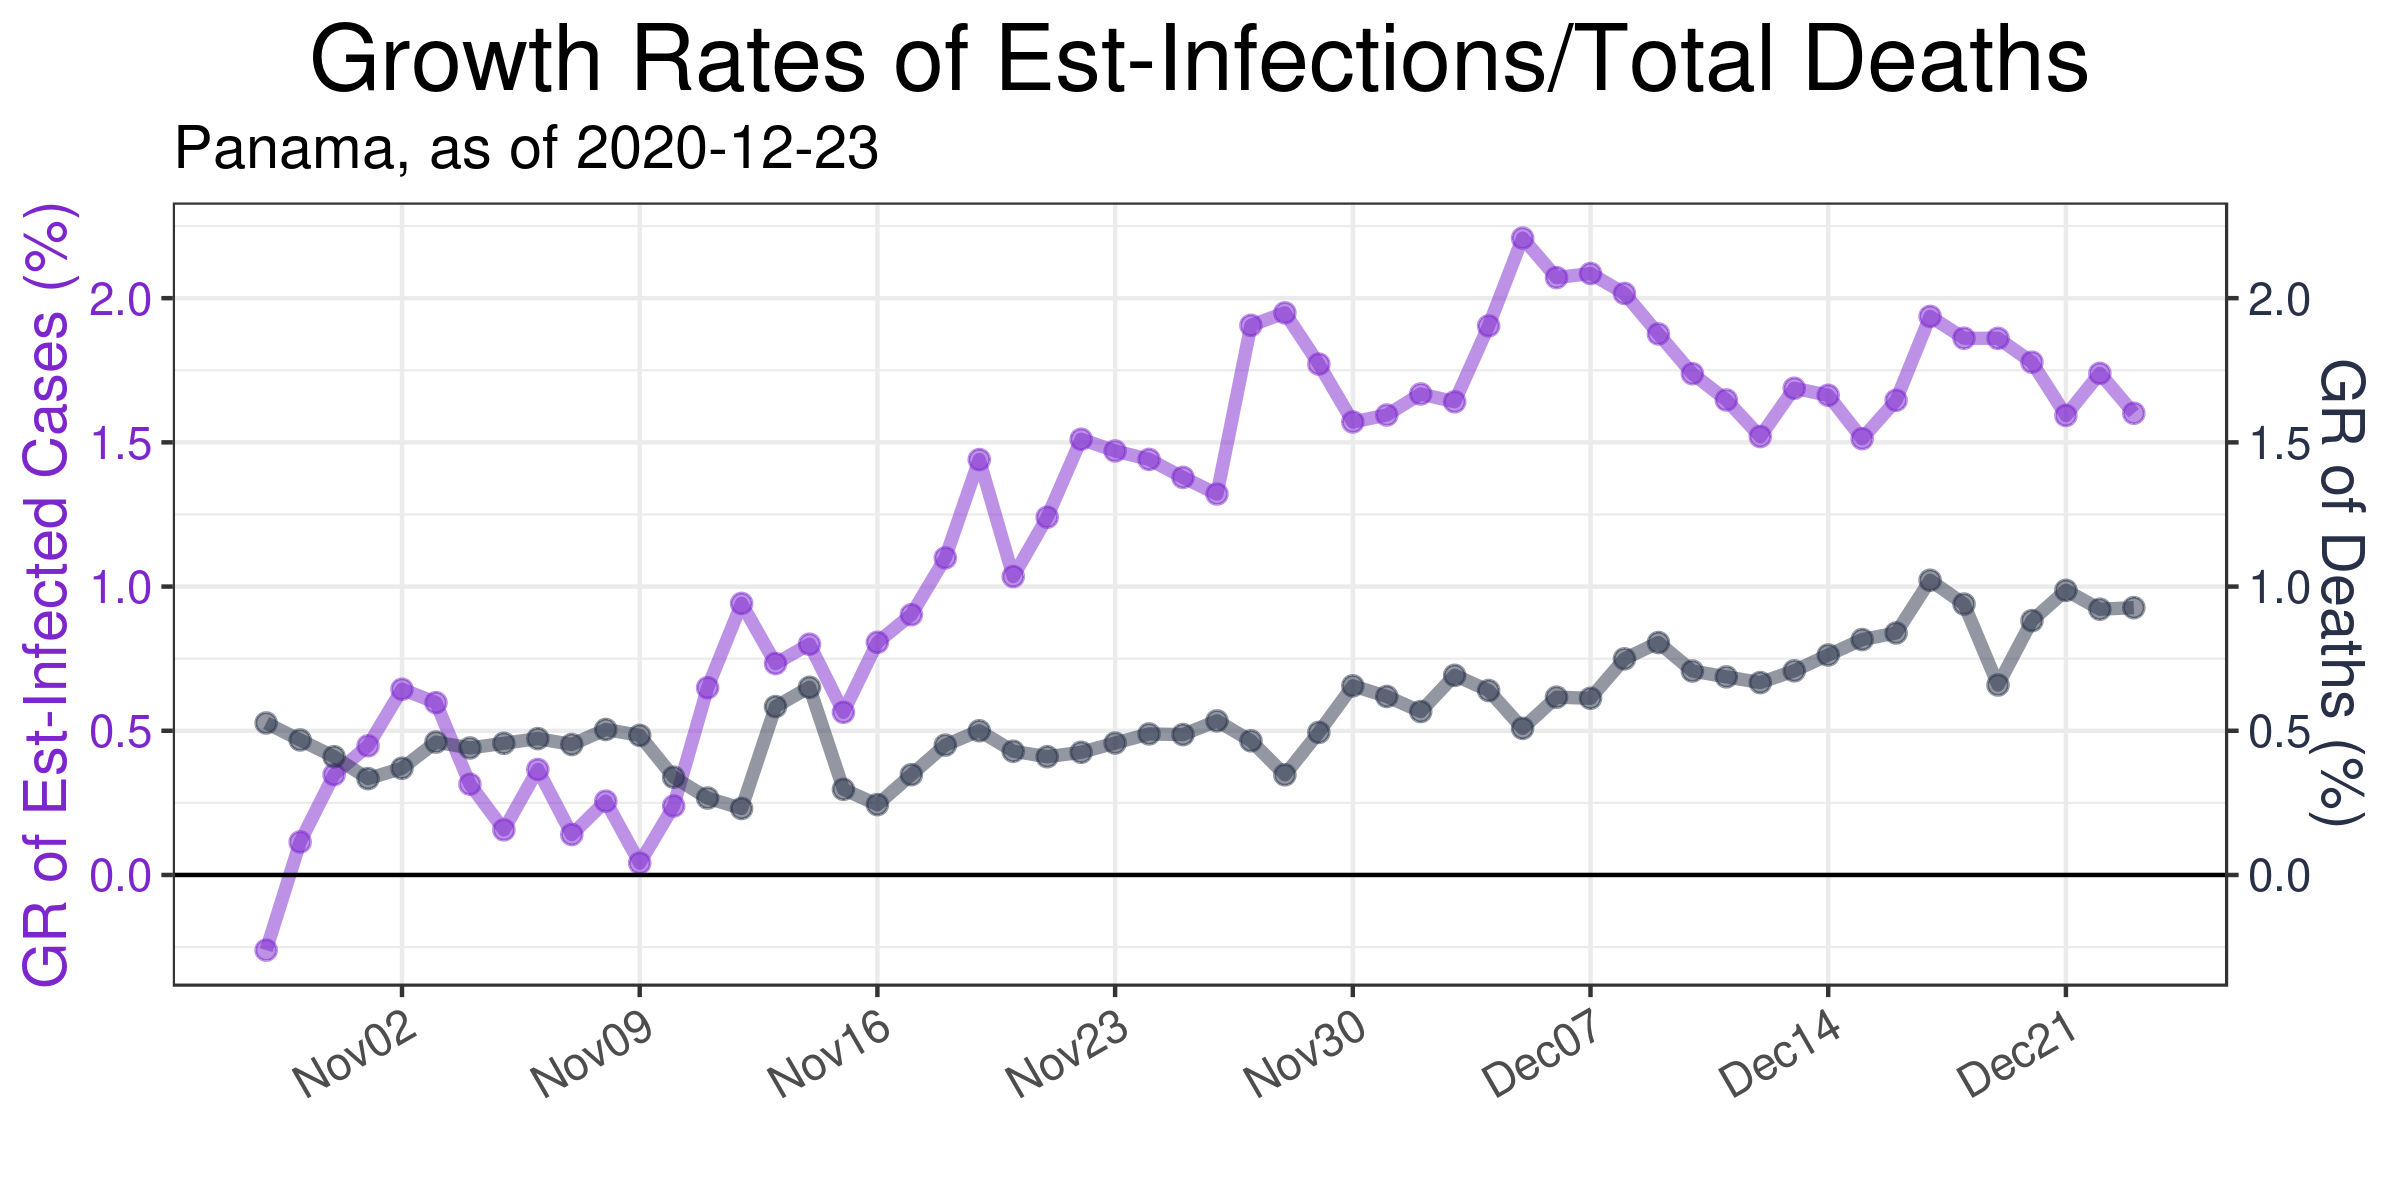 Growth Rates of Est-Infections/Total Deaths
Panama, as of 2020-12-23
GR of Est-Infected Cases (%)
2.0
1.5
1.0
0.5
0.0
2.0
1.5
1.0
0.5
0.0
GR of Deaths (%)
Nov02
Nov09
Nov16
Nov23
Nov30
Dec07
Dec14
Dec21